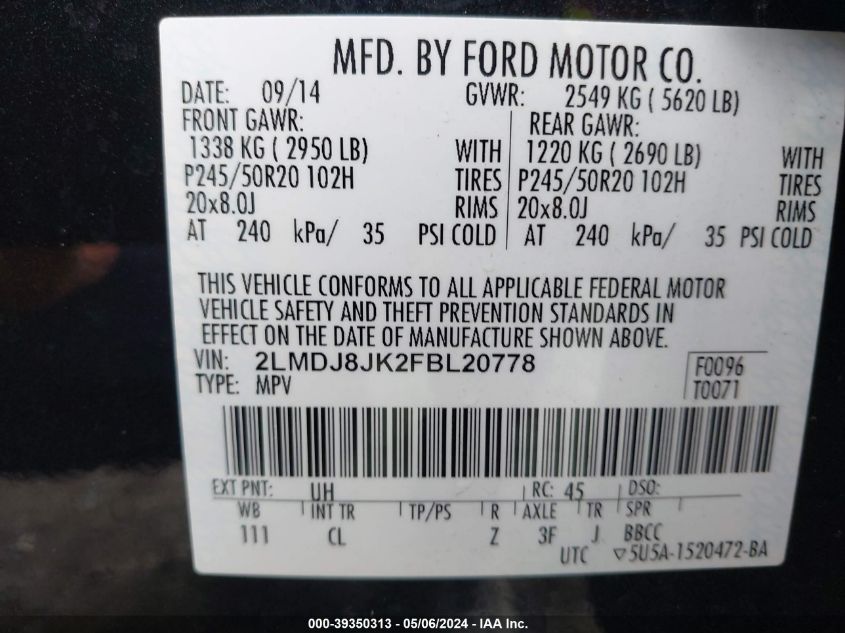 MFD. BY FORD MOTOR CO.
DATE: 09/14 GVWR: 2549 KG ( 5620 LB)
FRONT GAWR: REAR GAWR:
1338 KG ( 2950 LB) WITH 1220 KG ( 2690 LB) WITH
P245/50R20 102H TIRES P245/50R20 102H TIRES
20x8.0J RIMS 20x8.0J RIMS
AT 240 kPa/ 35 PSI COLD AT 240 kPa/ 35 PSI COLD
THIS VEHICLE CONFORMS TO ALL APPLICABLE FEDERAL MOTOR
VEHICLE SAFETY AND THEFT PREVENTION STANDARDS IN
EFFECT ON THE DATE OF MANUFACTURE SHOWN ABOVE.
VIN: 2LMDJ8JK2FBL20778 F0096
TYPE: MPV T0071
EXT PNT: UH RC: 45 DSO:
WB INT TR TP/PS R AXLE TR SPR
111 CL Z 3F J BBCC
UTC ▽5U5A-1520472-BA
000-39350313 - 05/06/2024 - IAA Inc.